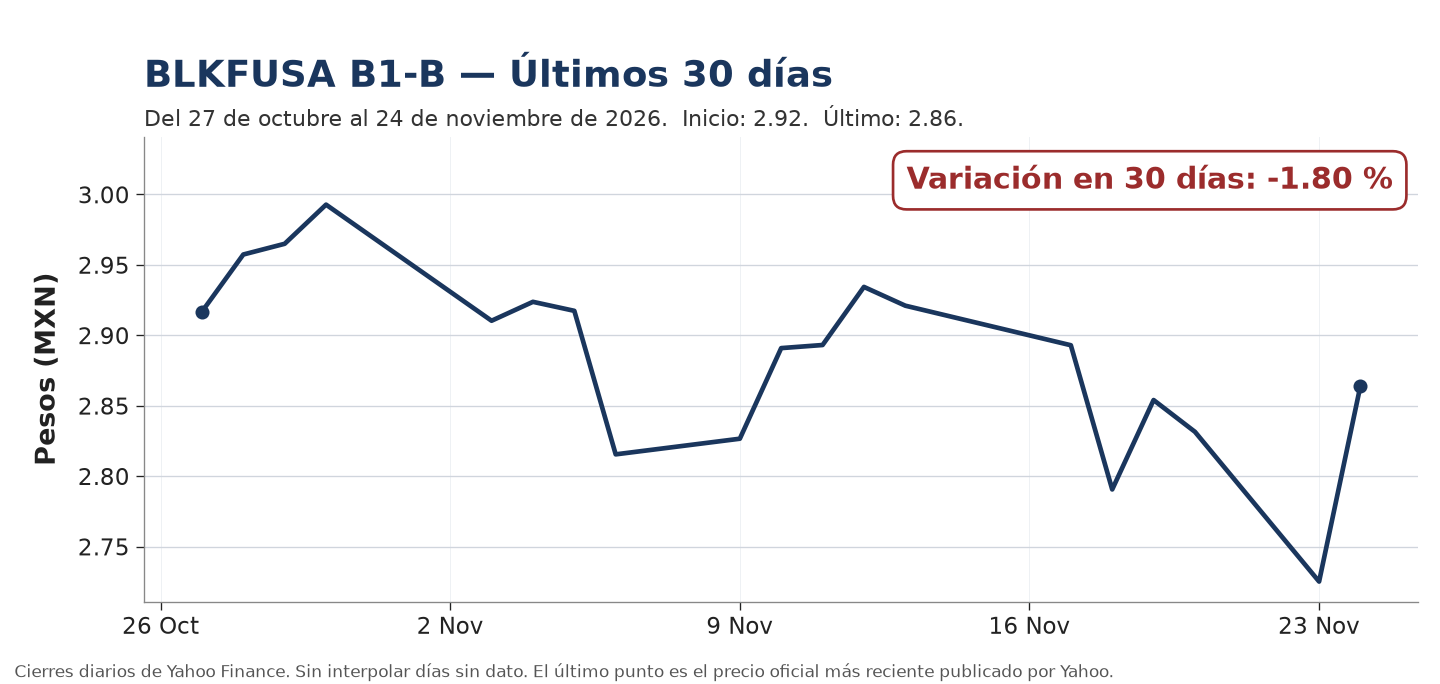 BLKFUSA B1-B — Últimos 30 días
Del 27 de octubre al 24 de noviembre de 2026.  Inicio: 2.92.  Último: 2.86.
Variación en 30 días: -1.80 %
Pesos (MXN)
3.00
2.95
2.90
2.85
2.80
2.75
26 Oct
2 Nov
9 Nov
16 Nov
23 Nov
Cierres diarios de Yahoo Finance. Sin interpolar días sin dato. El último punto es el precio oficial más reciente publicado por Yahoo.